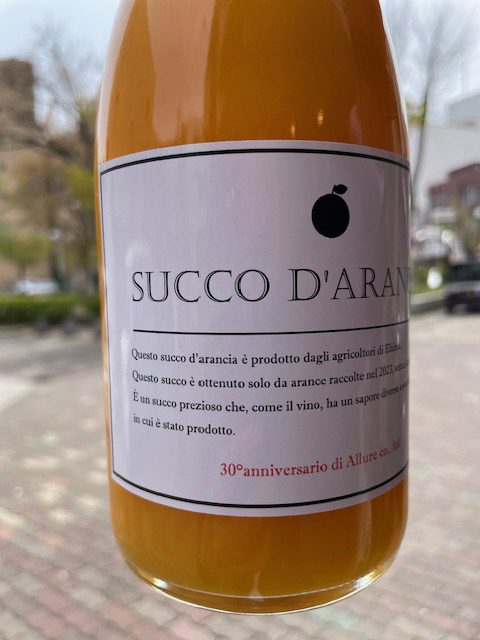 SUCCO D'ARAN
Questo succo d'arancia è prodotto dagli agricoltori di
Questo succo è ottenuto solo da arance raccolte nel 2023,
È un succo prezioso che, come il vino, ha un sapore diverso a
in cui è stato prodotto.
30°anniversario di Allure co., ltd.